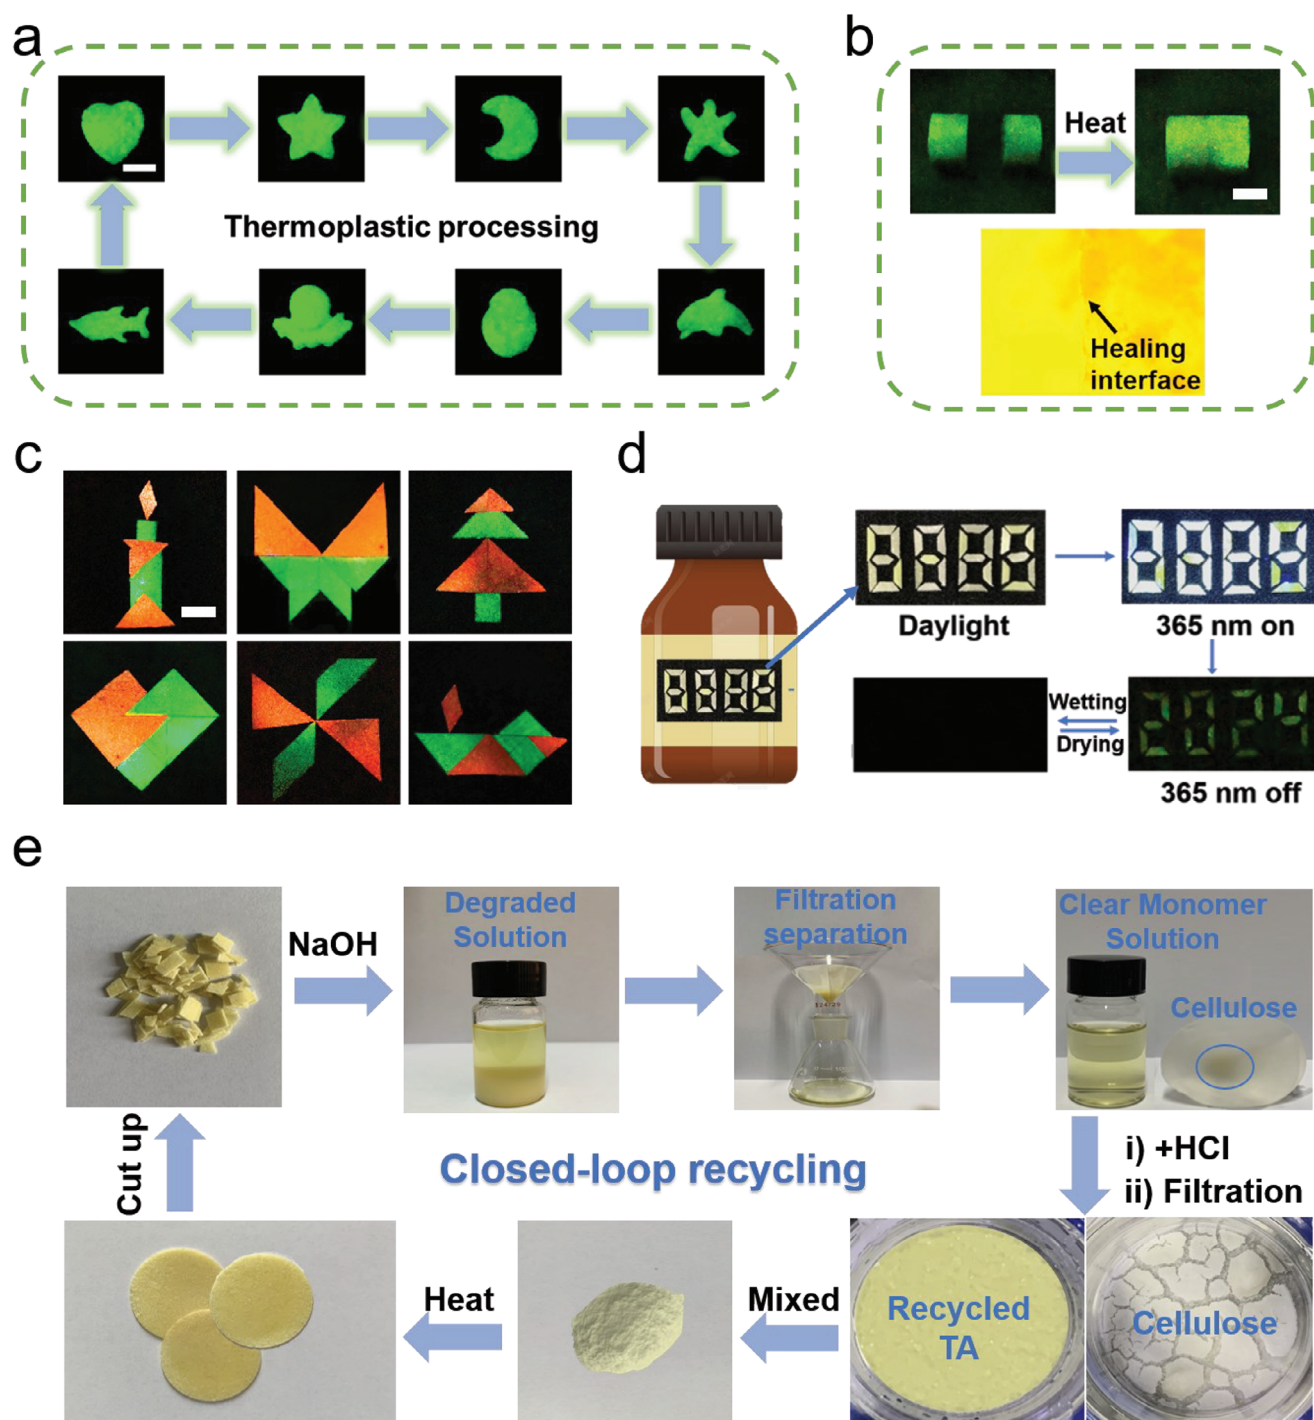 a
Thermoplastic processing
b
Heat
Healing
interface
c
d
Daylight
365 nm on
Wetting
Drying
365 nm off
e
NaOH
Degraded
Solution
Filtration
separation
Clear Monomer
Solution
Cellulose
Cut up
Closed-loop recycling
i) +HCl
ii) Filtration
Heat
Mixed
Recycled
TA
Cellulose